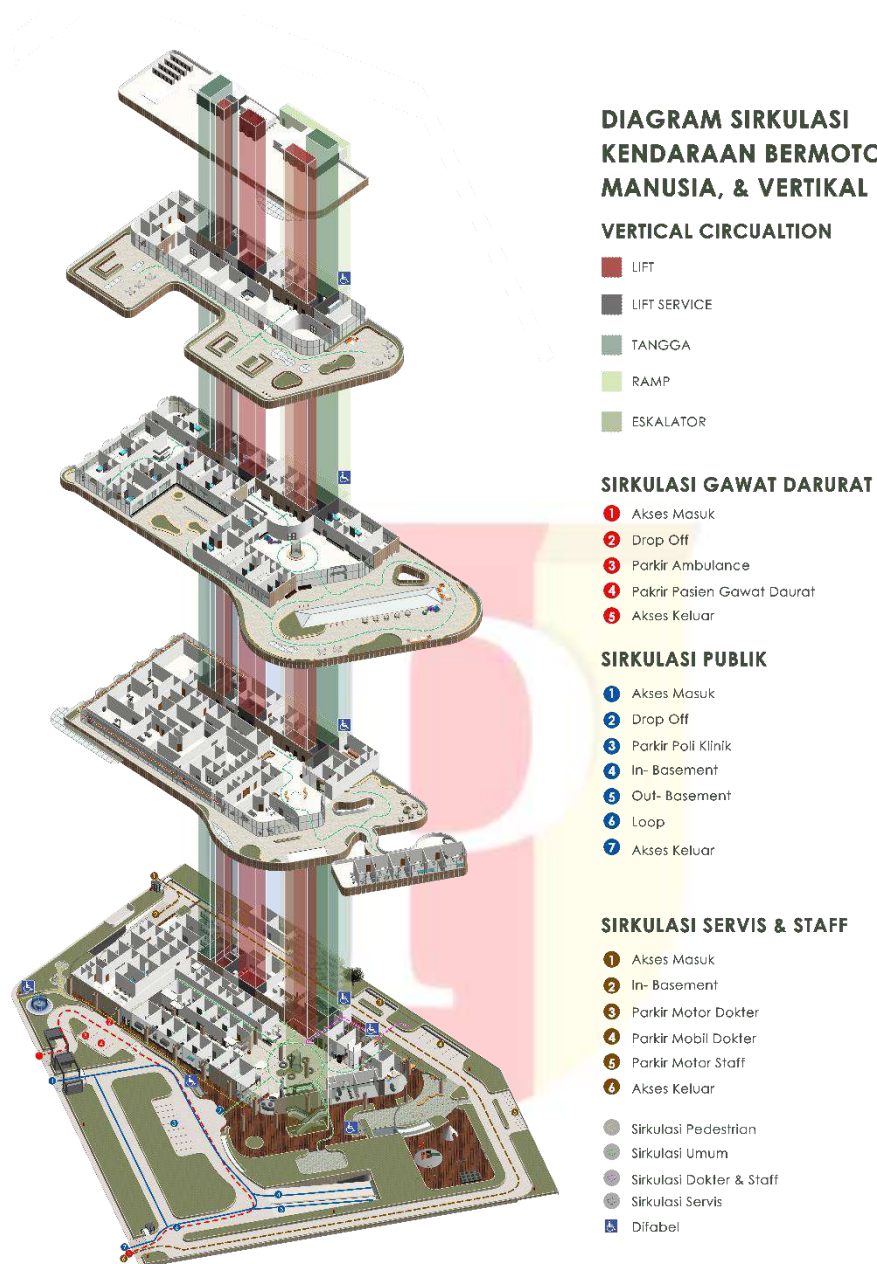 DIAGRAM SIRKULASI
KENDARAAN BERMOTO
MANUSIA, & VERTIKAL
VERTICAL CIRCUALTION
LIFT
LIFT SERVICE
TANGGA
RAMP
ESKALATOR
SIRKULASI GAWAT DARURAT
1 Akses Masuk
2 Drop Off
3 Parkir Ambulance
4 Pakrir Pasien Gawat Daurat
5 Akses Keluar
SIRKULASI PUBLIK
1 Akses Masuk
2 Drop Off
3 Parkir Poli Klinik
4 In- Basement
5 Out- Basement
6 Loop
7 Akses Keluar
SIRKULASI SERVIS & STAFF
1 Akses Masuk
2 In- Basement
3 Parkir Motor Dokter
4 Parkir Mobil Dokter
5 Parkir Motor Staff
6 Akses Keluar
Sirkulasi Pedestrian
Sirkulasi Umum
Sirkulasi Dokter & Staff
Sirkulasi Servis
Difabel